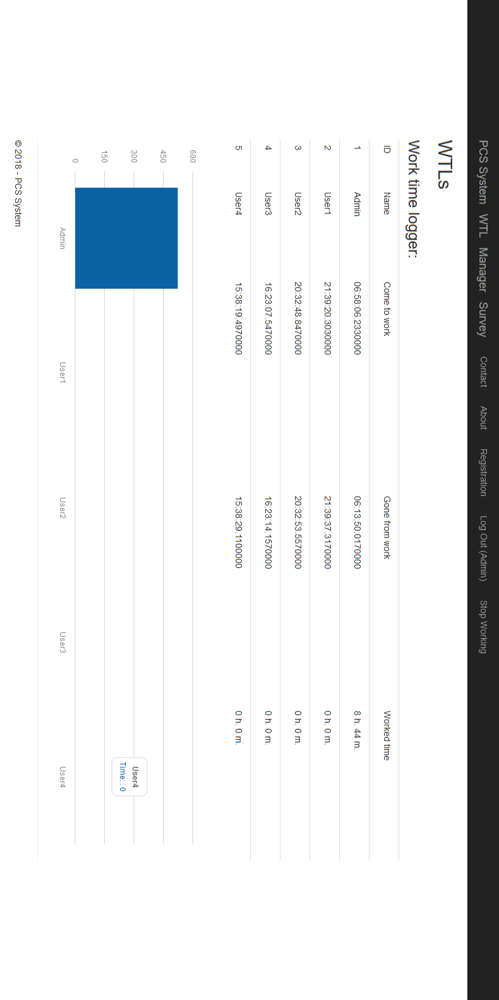 PCS System WTL Manager Survey Contact About Registration Log Out (Admin) Stop Working
WTLs
Work time logger:
ID Name Come to work Gone from work Worked time
1 Admin 06:58:06.2330000 06:13:50.0170000 8 h. 44 m.
2 User1 21:39:20.3030000 21:39:37.3170000 0 h. 0 m.
3 User2 20:32:48.8470000 20:32:53.5570000 0 h. 0 m.
4 User3 16:23:07.5470000 16:23:14.1570000 0 h. 0 m.
5 User4 15:38:19.4970000 15:38:29.1100000 0 h. 0 m.
600
450
300
150
0
User4
Time: : 0
Admin User1 User2 User3 User4
© 2018 - PCS System